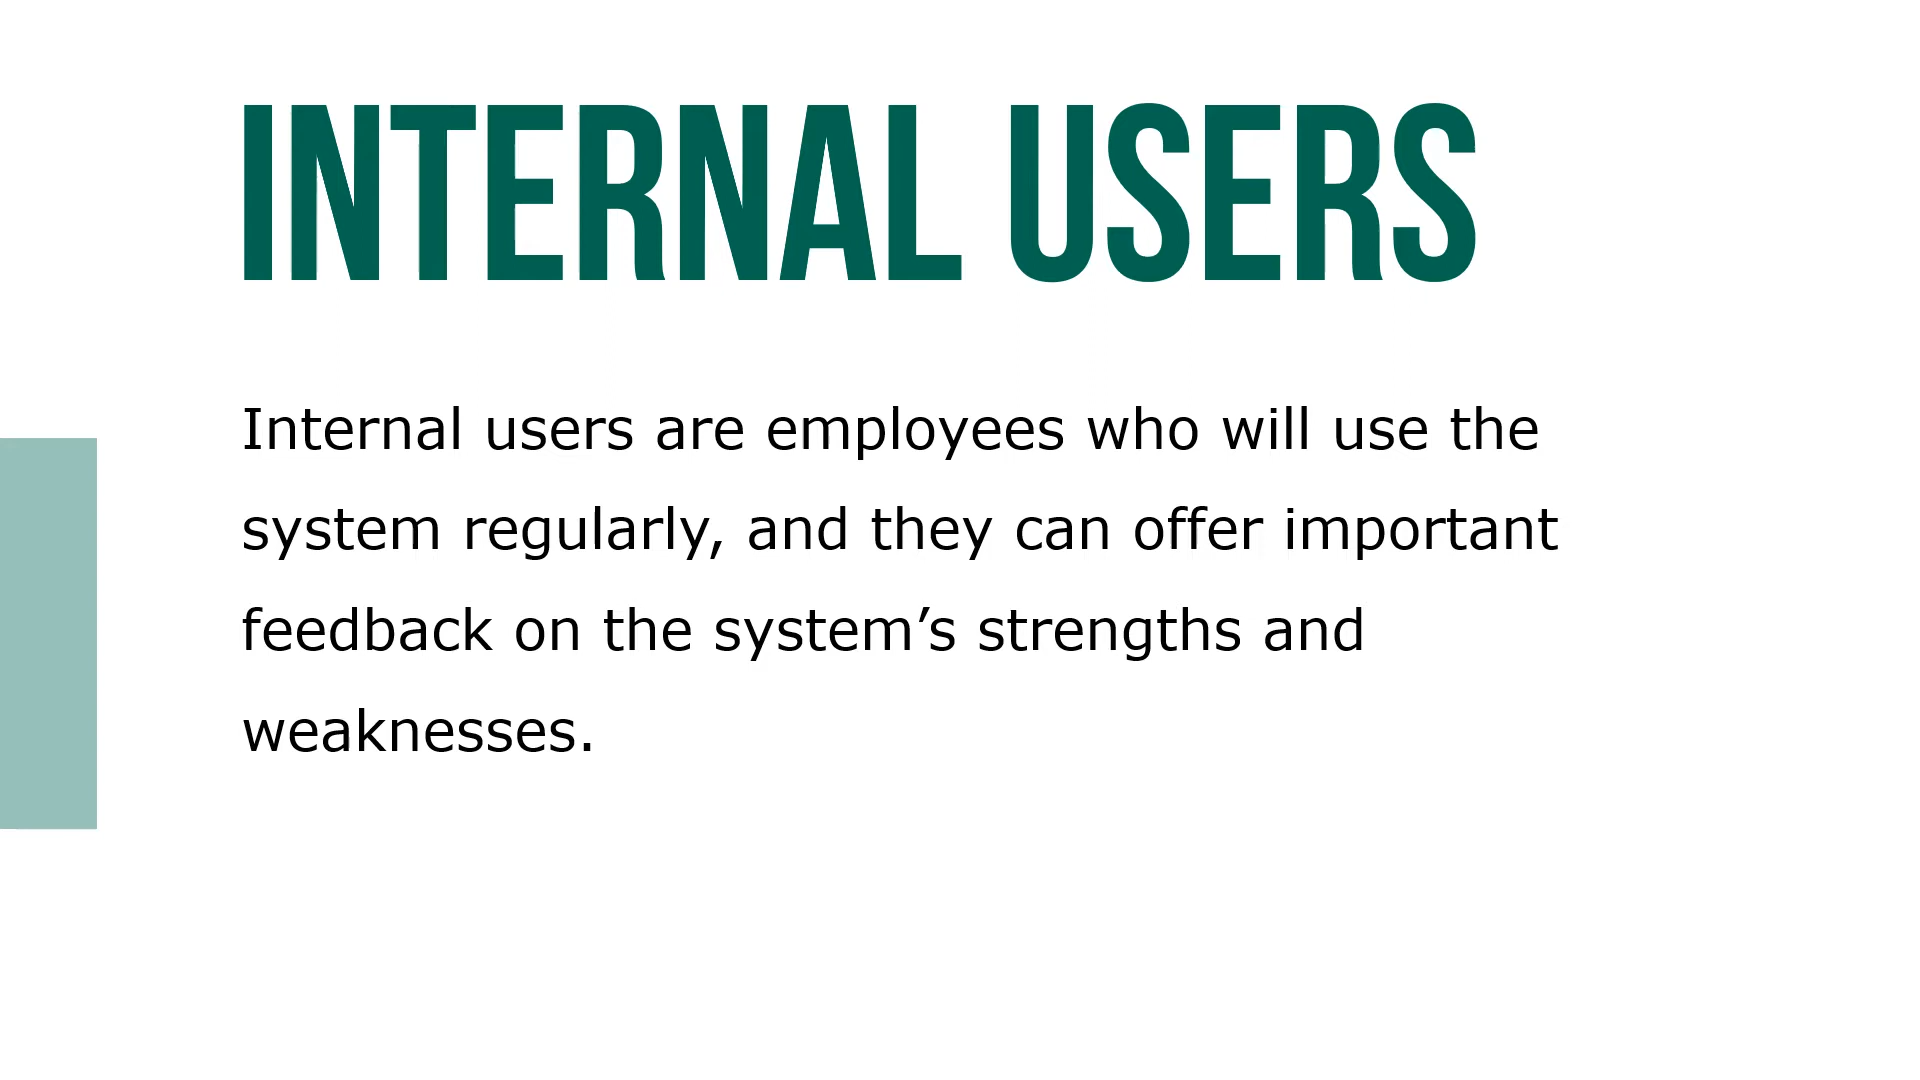 INTERNAL USERS
Internal users are employees who will use the
system regularly, and they can offer important
feedback on the system’s strengths and
weaknesses.